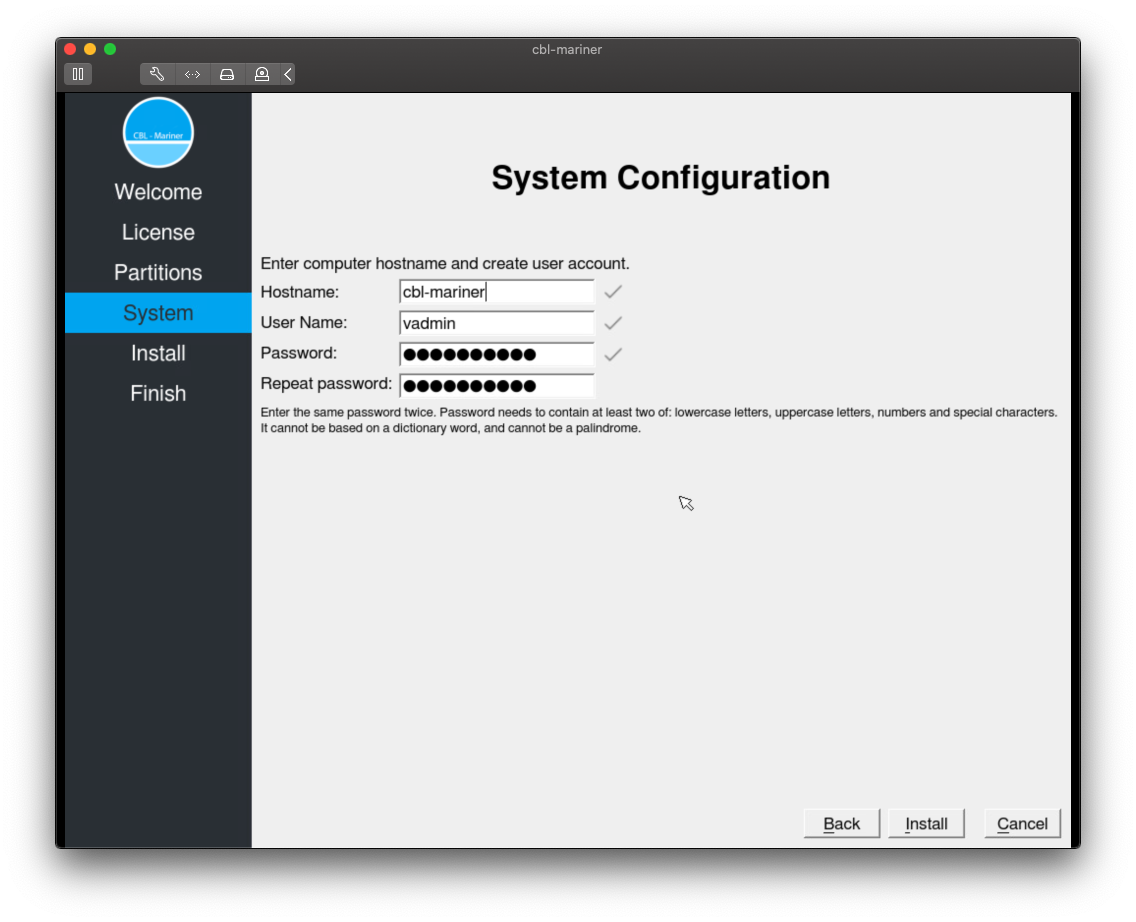 cbl-mariner
CBL - Mariner
Welcome
License
Partitions
System
Install
Finish
System Configuration
Enter computer hostname and create user account.
Hostname: cbl-mariner
User Name: vadmin
Password: ●●●●●●●●●●
Repeat password: ●●●●●●●●●●
Enter the same password twice. Password needs to contain at least two of: lowercase letters, uppercase letters, numbers and special characters.
It cannot be based on a dictionary word, and cannot be a palindrome.
Back Install Cancel